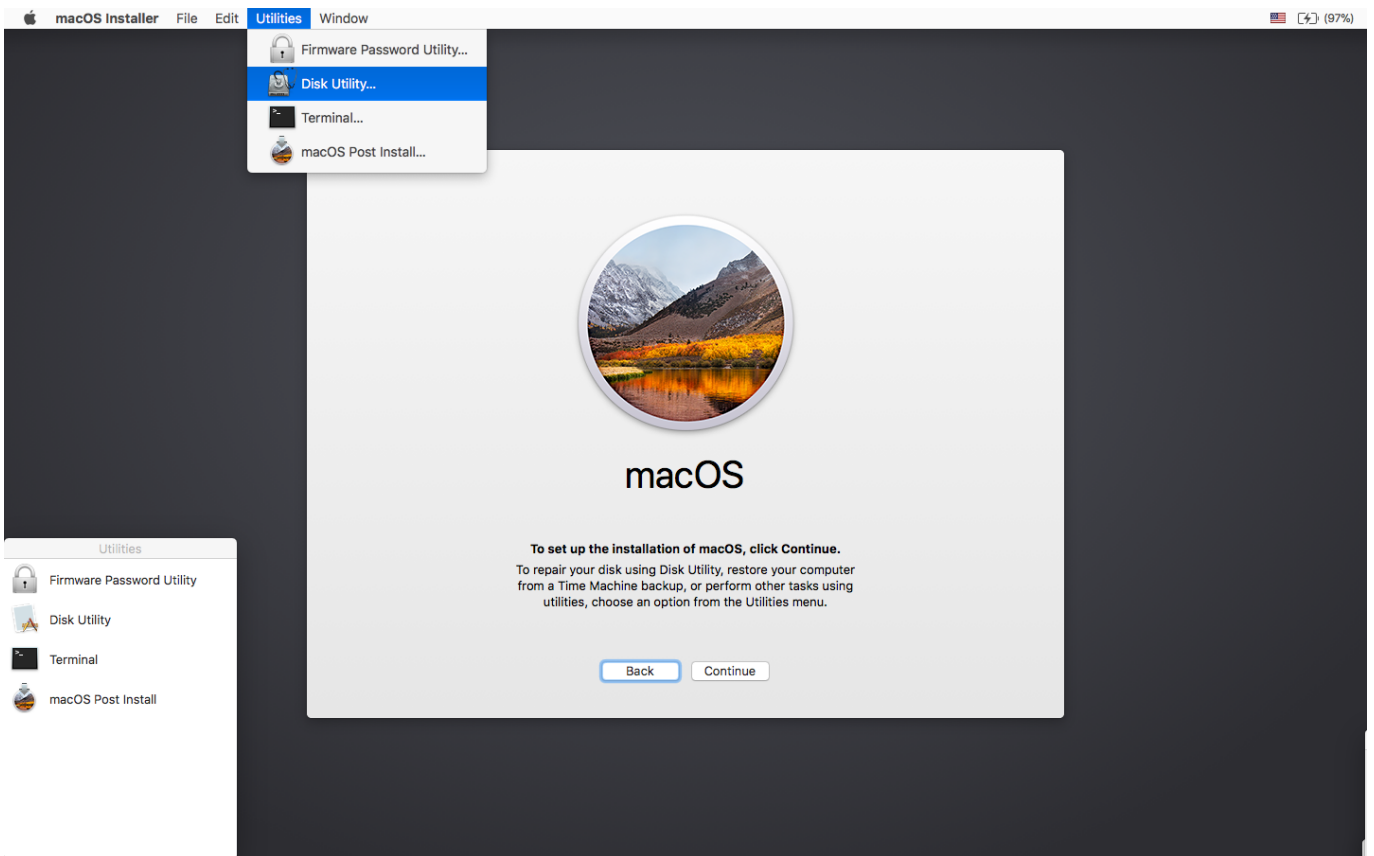 macOS Installer File Edit Utilities Window (97%)
Firmware Password Utility...
Disk Utility...
Terminal...
macOS Post Install...
macOS
To set up the installation of macOS, click Continue.
To repair your disk using Disk Utility, restore your computer
from a Time Machine backup, or perform other tasks using
utilities, choose an option from the Utilities menu.
Back Continue
Utilities
Firmware Password Utility
Disk Utility
Terminal
macOS Post Install